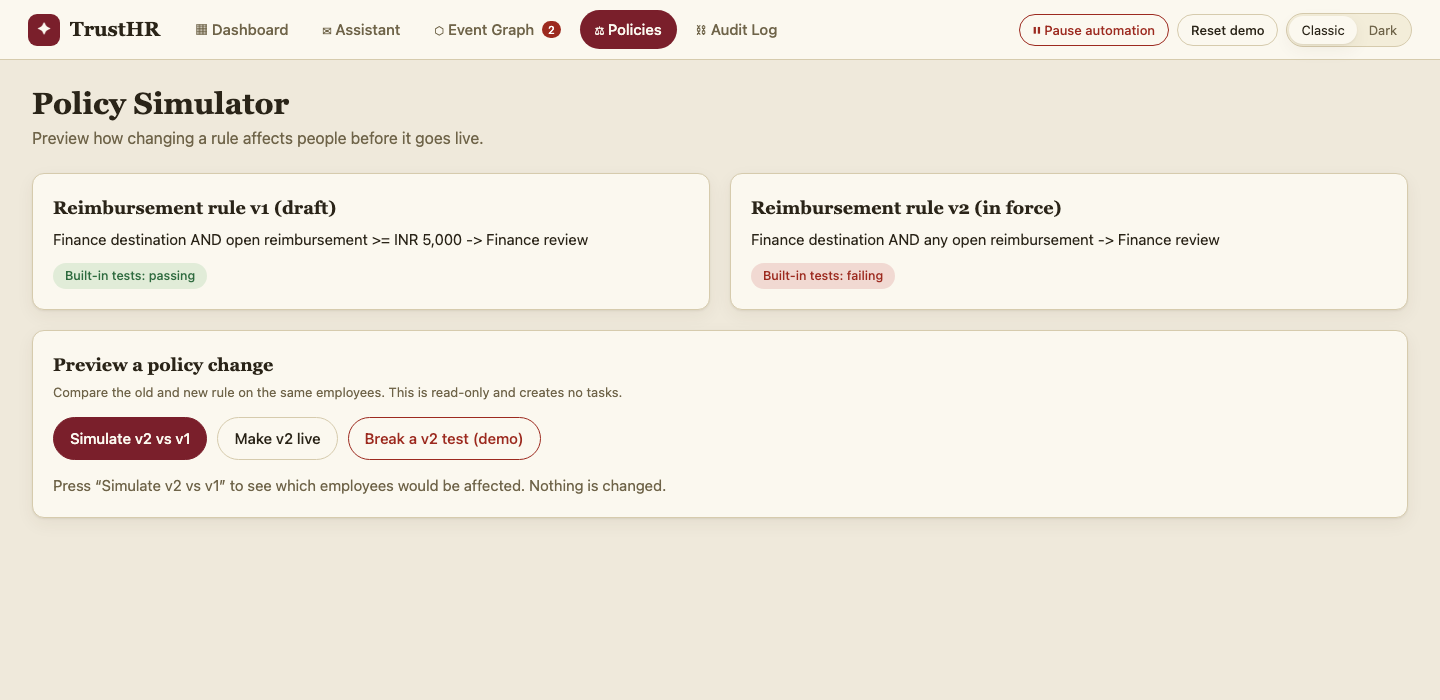 TrustHR
Dashboard
Assistant
Event Graph 2
Policies
Audit Log
Pause automation
Reset demo
Classic
Dark
Policy Simulator
Preview how changing a rule affects people before it goes live.
Reimbursement rule v1 (draft)
Finance destination AND open reimbursement >= INR 5,000 -> Finance review
Built-in tests: passing
Reimbursement rule v2 (in force)
Finance destination AND any open reimbursement -> Finance review
Built-in tests: failing
Preview a policy change
Compare the old and new rule on the same employees. This is read-only and creates no tasks.
Simulate v2 vs v1
Make v2 live
Break a v2 test (demo)
Press “Simulate v2 vs v1” to see which employees would be affected. Nothing is changed.